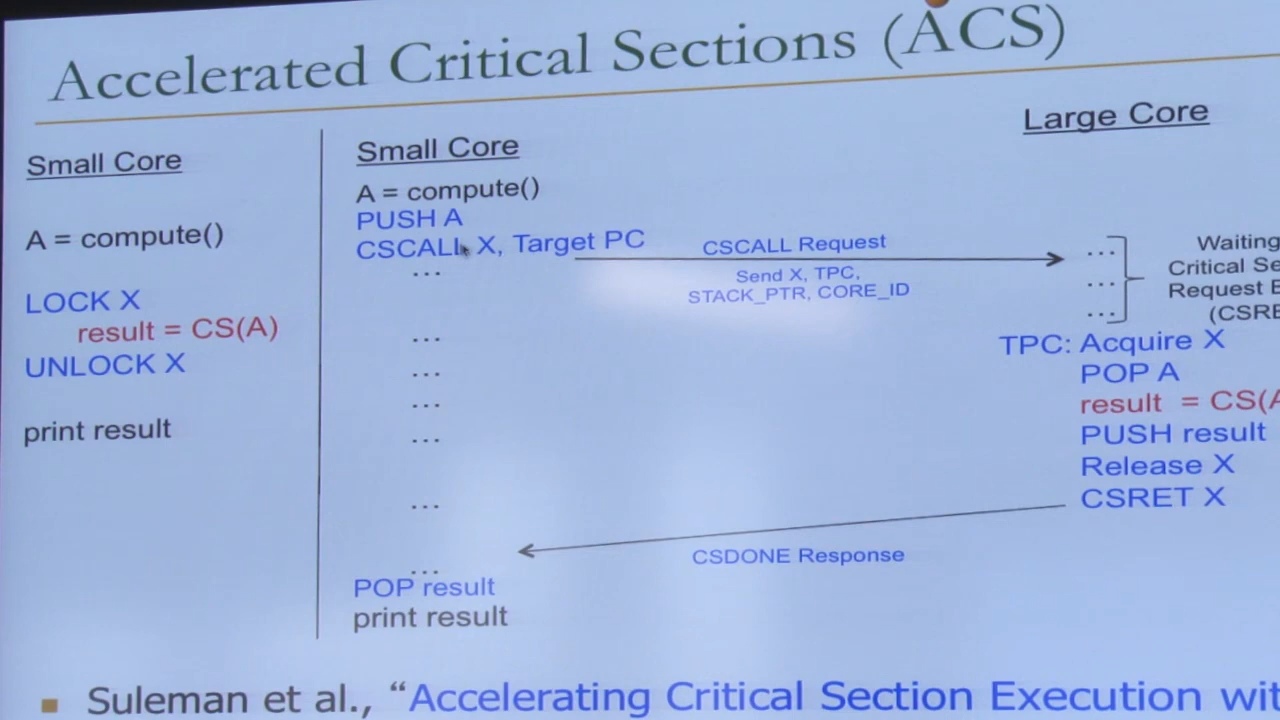 Accelerated Critical Sections (ACS)
Small Core
A = compute()
LOCK X
result = CS(A)
UNLOCK X
print result
Small Core
A = compute()
PUSH A
CSCALL X, Target PC
...
...
...
...
...
...
...
POP result
print result
CSCALL Request
Send X, TPC,
STACK_PTR, CORE_ID
CSDONE Response
Large Core
...
...
...
Waiting
Critical Se
Request B
(CSRE
TPC: Acquire X
POP A
result = CS(A
PUSH result
Release X
CSRET X
Suleman et al., “Accelerating Critical Section Execution wit